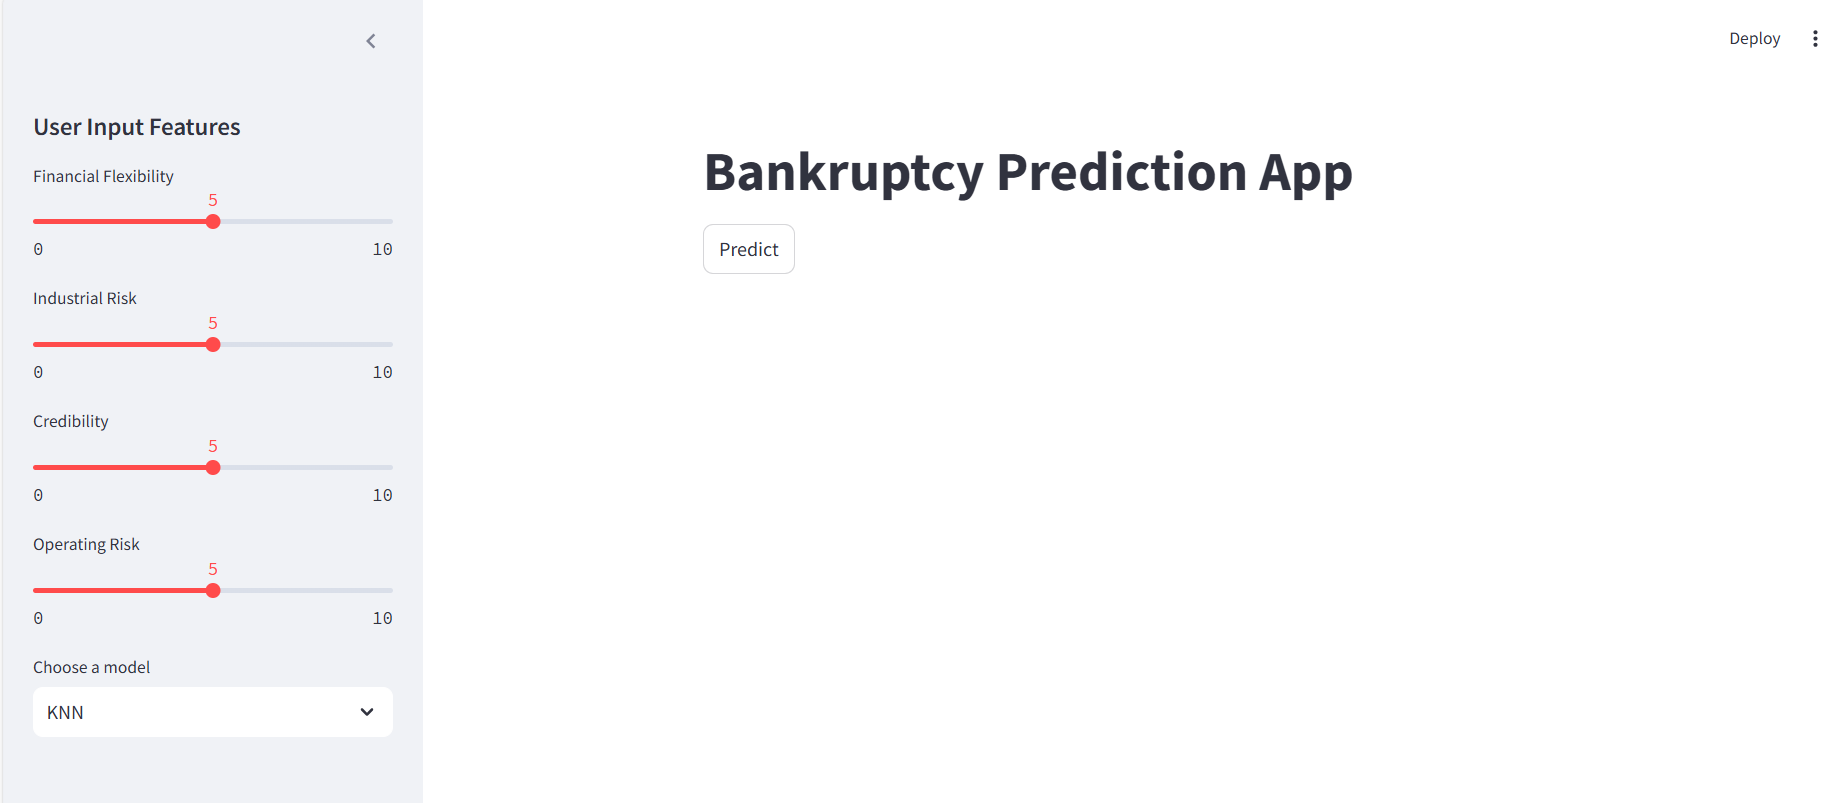 User Input Features
Financial Flexibility
5
0 10
Industrial Risk
5
0 10
Credibility
5
0 10
Operating Risk
5
0 10
Choose a model
KNN
Deploy
Bankruptcy Prediction App
Predict